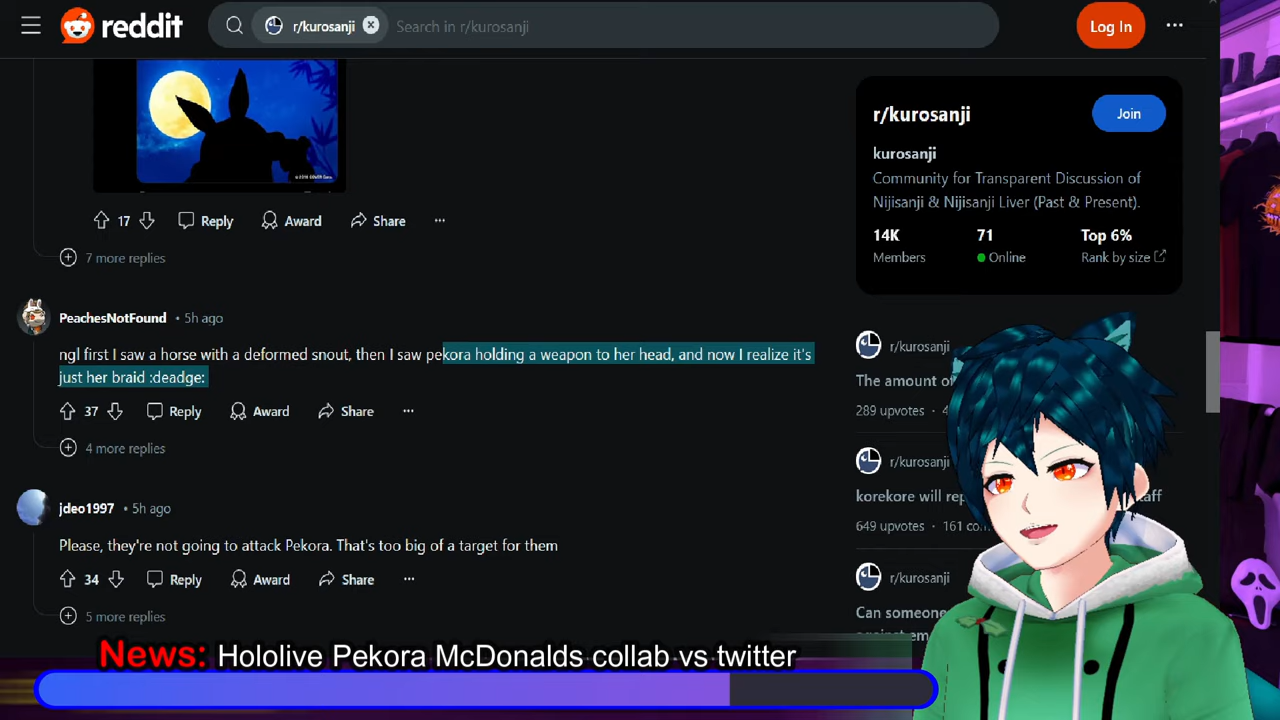 reddit
r/kurosanji
Search in r/kurosanji
Log In
17
Reply
Award
Share
7 more replies
PeachesNotFound • 5h ago
ngl first I saw a horse with a deformed snout, then I saw pekora holding a weapon to her head, and now I realize it's
just her braid :deadge:
37
Reply
Award
Share
4 more replies
jdeo1997 • 5h ago
Please, they're not going to attack Pekora. That's too big of a target for them
34
Reply
Award
Share
5 more replies
r/kurosanji
Join
kurosanji
Community for Transparent Discussion of
Nijisanji & Nijisanji Liver (Past & Present).
14K
71
Top 6%
Members
Online
Rank by size
r/kurosanji
The amount of
289 upvotes
r/kurosanji
korekore will
649 upvotes • 161
r/kurosanji
Can someone
News: Hololive Pekora McDonalds collab vs twitter